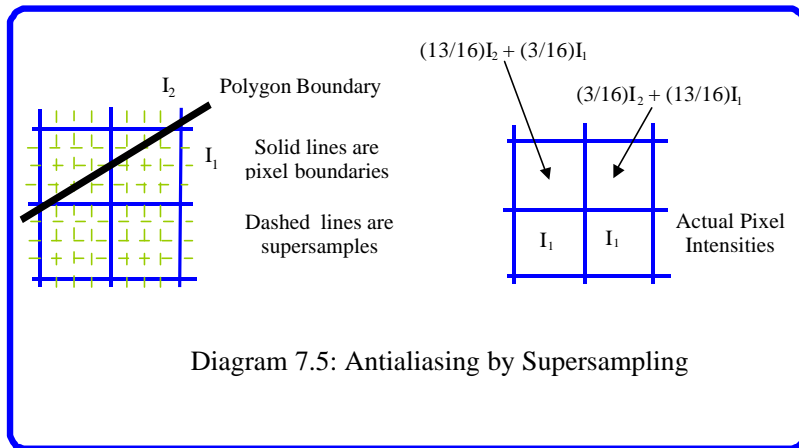 (13/16)I₂ + (3/16)I₁
I₂
Polygon Boundary
(3/16)I₂ + (13/16)I₁
I₁
Solid lines are
pixel boundaries
Dashed lines are
supersamples
I₁
I₁
Actual Pixel
Intensities
Diagram 7.5: Antialiasing by Supersampling